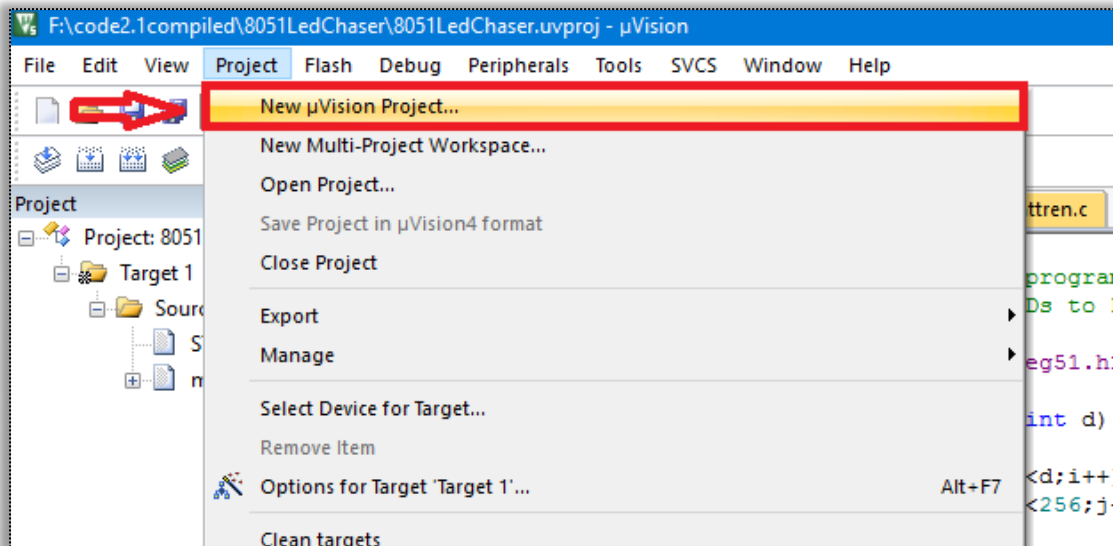 F:\code2.1compiled\8051LedChaser\8051LedChaser.uvproj - µVision
File Edit View Project Flash Debug Peripherals Tools SVCS Window Help
New µVision Project...
New Multi-Project Workspace...
Open Project...
Save Project in µVision4 format
Close Project
Export
Manage
Select Device for Target...
Remove Item
Options for Target 'Target 1'... Alt+F7
Clean targets
Project
Project: 8051
Target 1
Sour
S
ttren.c
progra
Ds to
eg51.h
int d)
<d;i++
<256;j